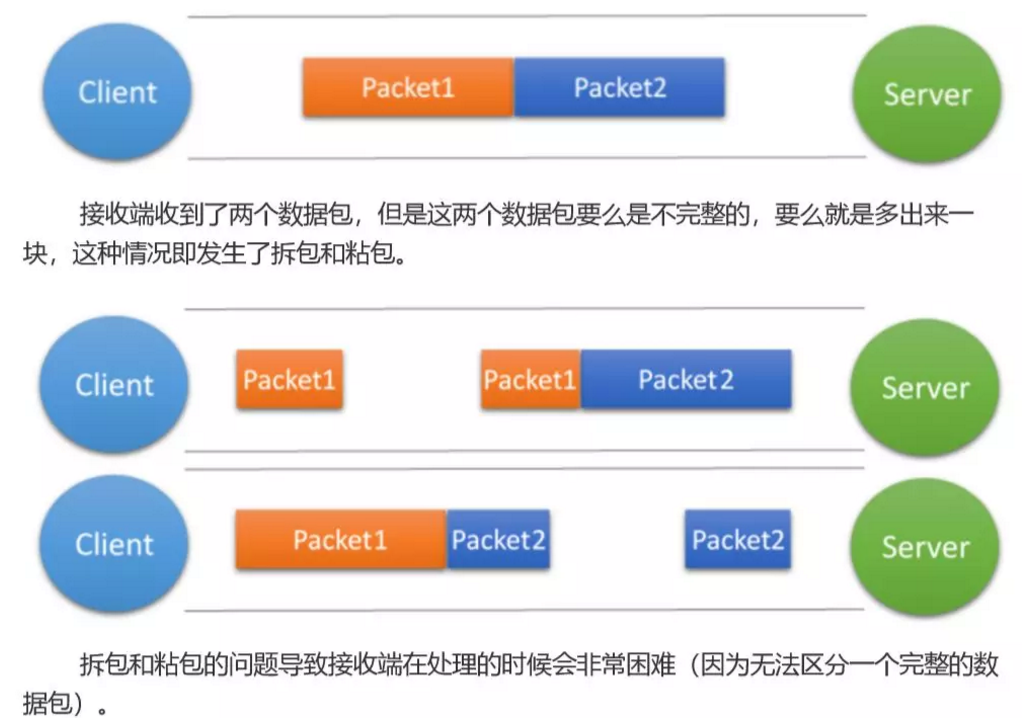 Client Packet1 Packet2 Server
接收端收到了两个数据包，但是这两个数据包要么是不完整的，要么就是多出来一
块，这种情况即发生了拆包和粘包。
Client Packet1 Packet1 Packet2 Server
Client Packet1 Packet2 Packet2 Server
拆包和粘包的问题导致接收端在处理的时候会非常困难（因为无法区分一个完整的数
据包）。